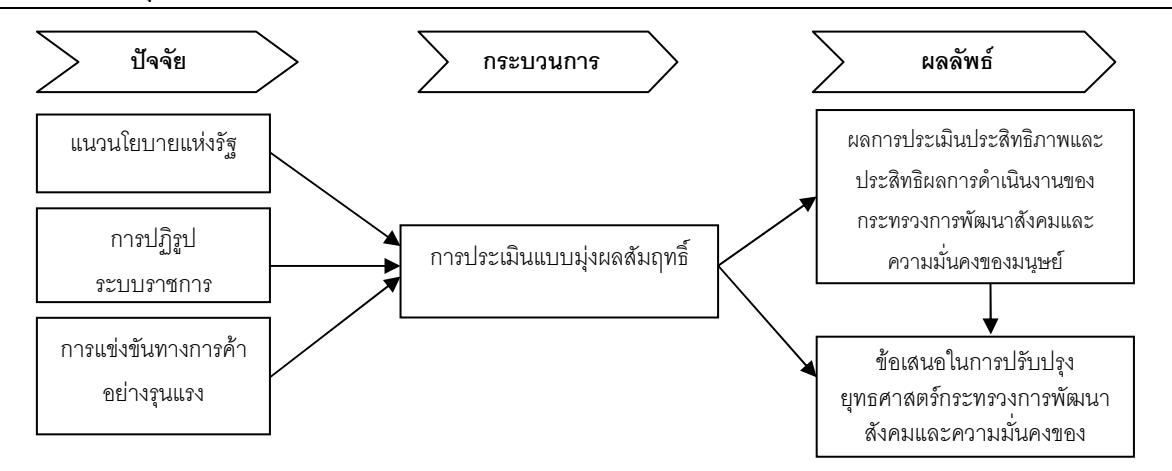 ปัจจัย
กระบวนการ
ผลลัพธ์
แนวนโยบายแห่งรัฐ
การปฏิรูป
ระบบราชการ
การแข่งขันทางการค้า
อย่างรุนแรง
การประเมินแบบมุ่งผลสัมฤทธิ์
ผลการประเมินประสิทธิภาพและ
ประสิทธิผลการดำเนินงานของ
กระทรวงการพัฒนาสังคมและ
ความมั่นคงของมนุษย์
ข้อเสนอในการปรับปรุง
ยุทธศาสตร์กระทรวงการพัฒนา
สังคมและความมั่นคงของ